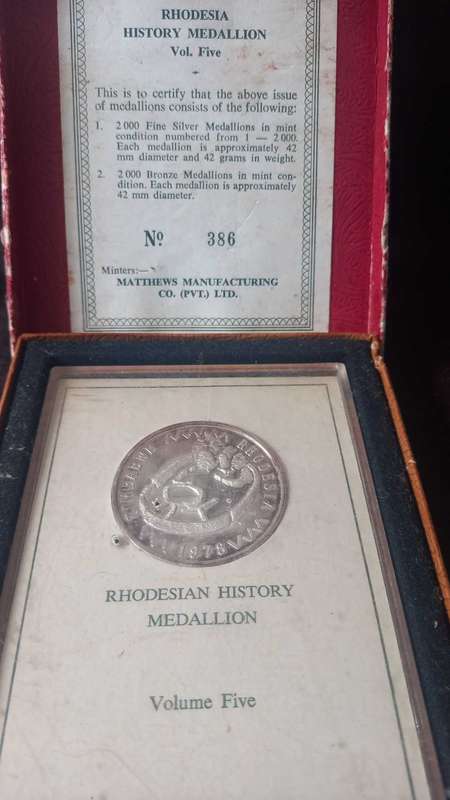 RHODESIA
HISTORY MEDALLION
Vol. Five
This is to certify that the above issue
of medallions consists of the following:
1. 2 000 Fine Silver Medallions in mint
condition numbered from 1 — 2 000.
Each medallion is approximately 42
mm diameter and 42 grams in weight.
2. 2 000 Bronze Medallions in mint con-
dition. Each medallion is approximately
42 mm diameter.
No 386
Minters:—
MATTHEWS MANUFACTURING
CO. (PVT.) LTD.
RHODESIA
1978
RHODESIAN HISTORY
MEDALLION
Volume Five